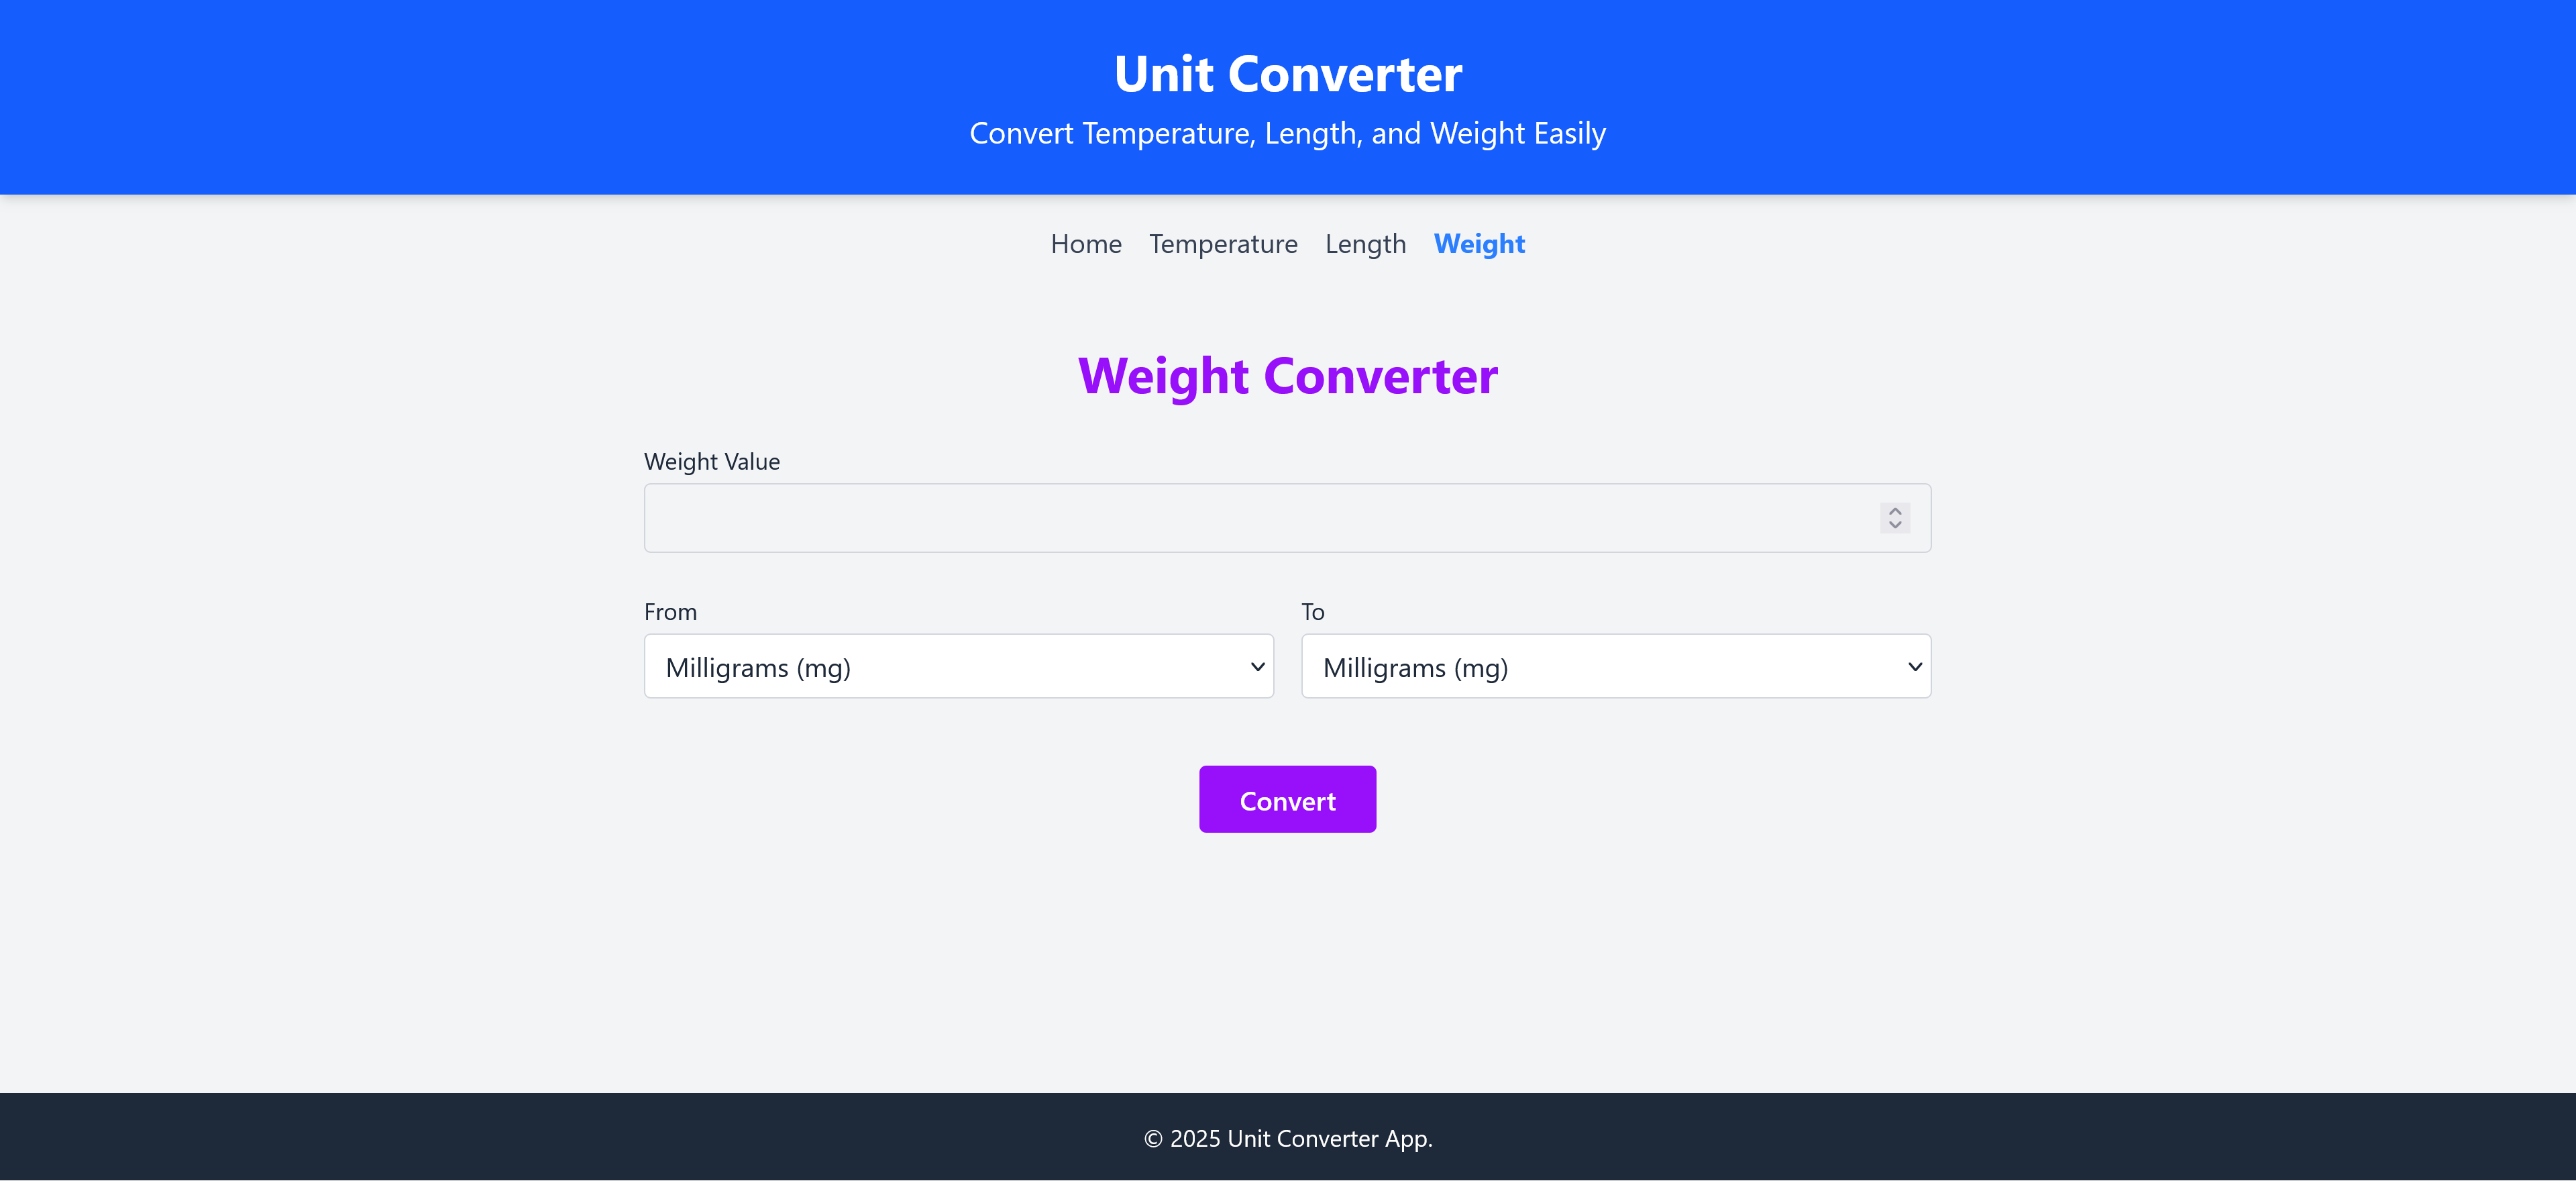 Unit Converter
Convert Temperature, Length, and Weight Easily
Home Temperature Length Weight
Weight Converter
Weight Value
From To
Milligrams (mg) Milligrams (mg)
Convert
© 2025 Unit Converter App.